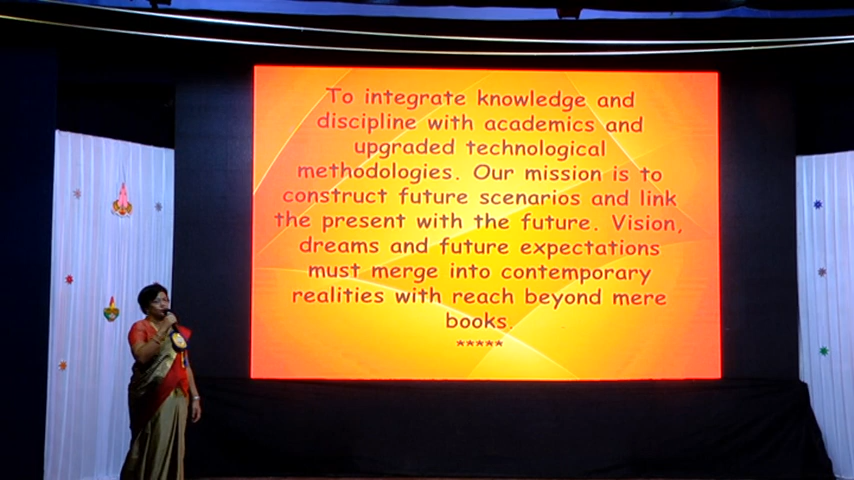 To integrate knowledge and
discipline with academics and
upgraded technological
methodologies. Our mission is to
construct future scenarios and link
the present with the future. Vision,
dreams and future expectations
must merge into contemporary
realities with reach beyond mere
books.
*****